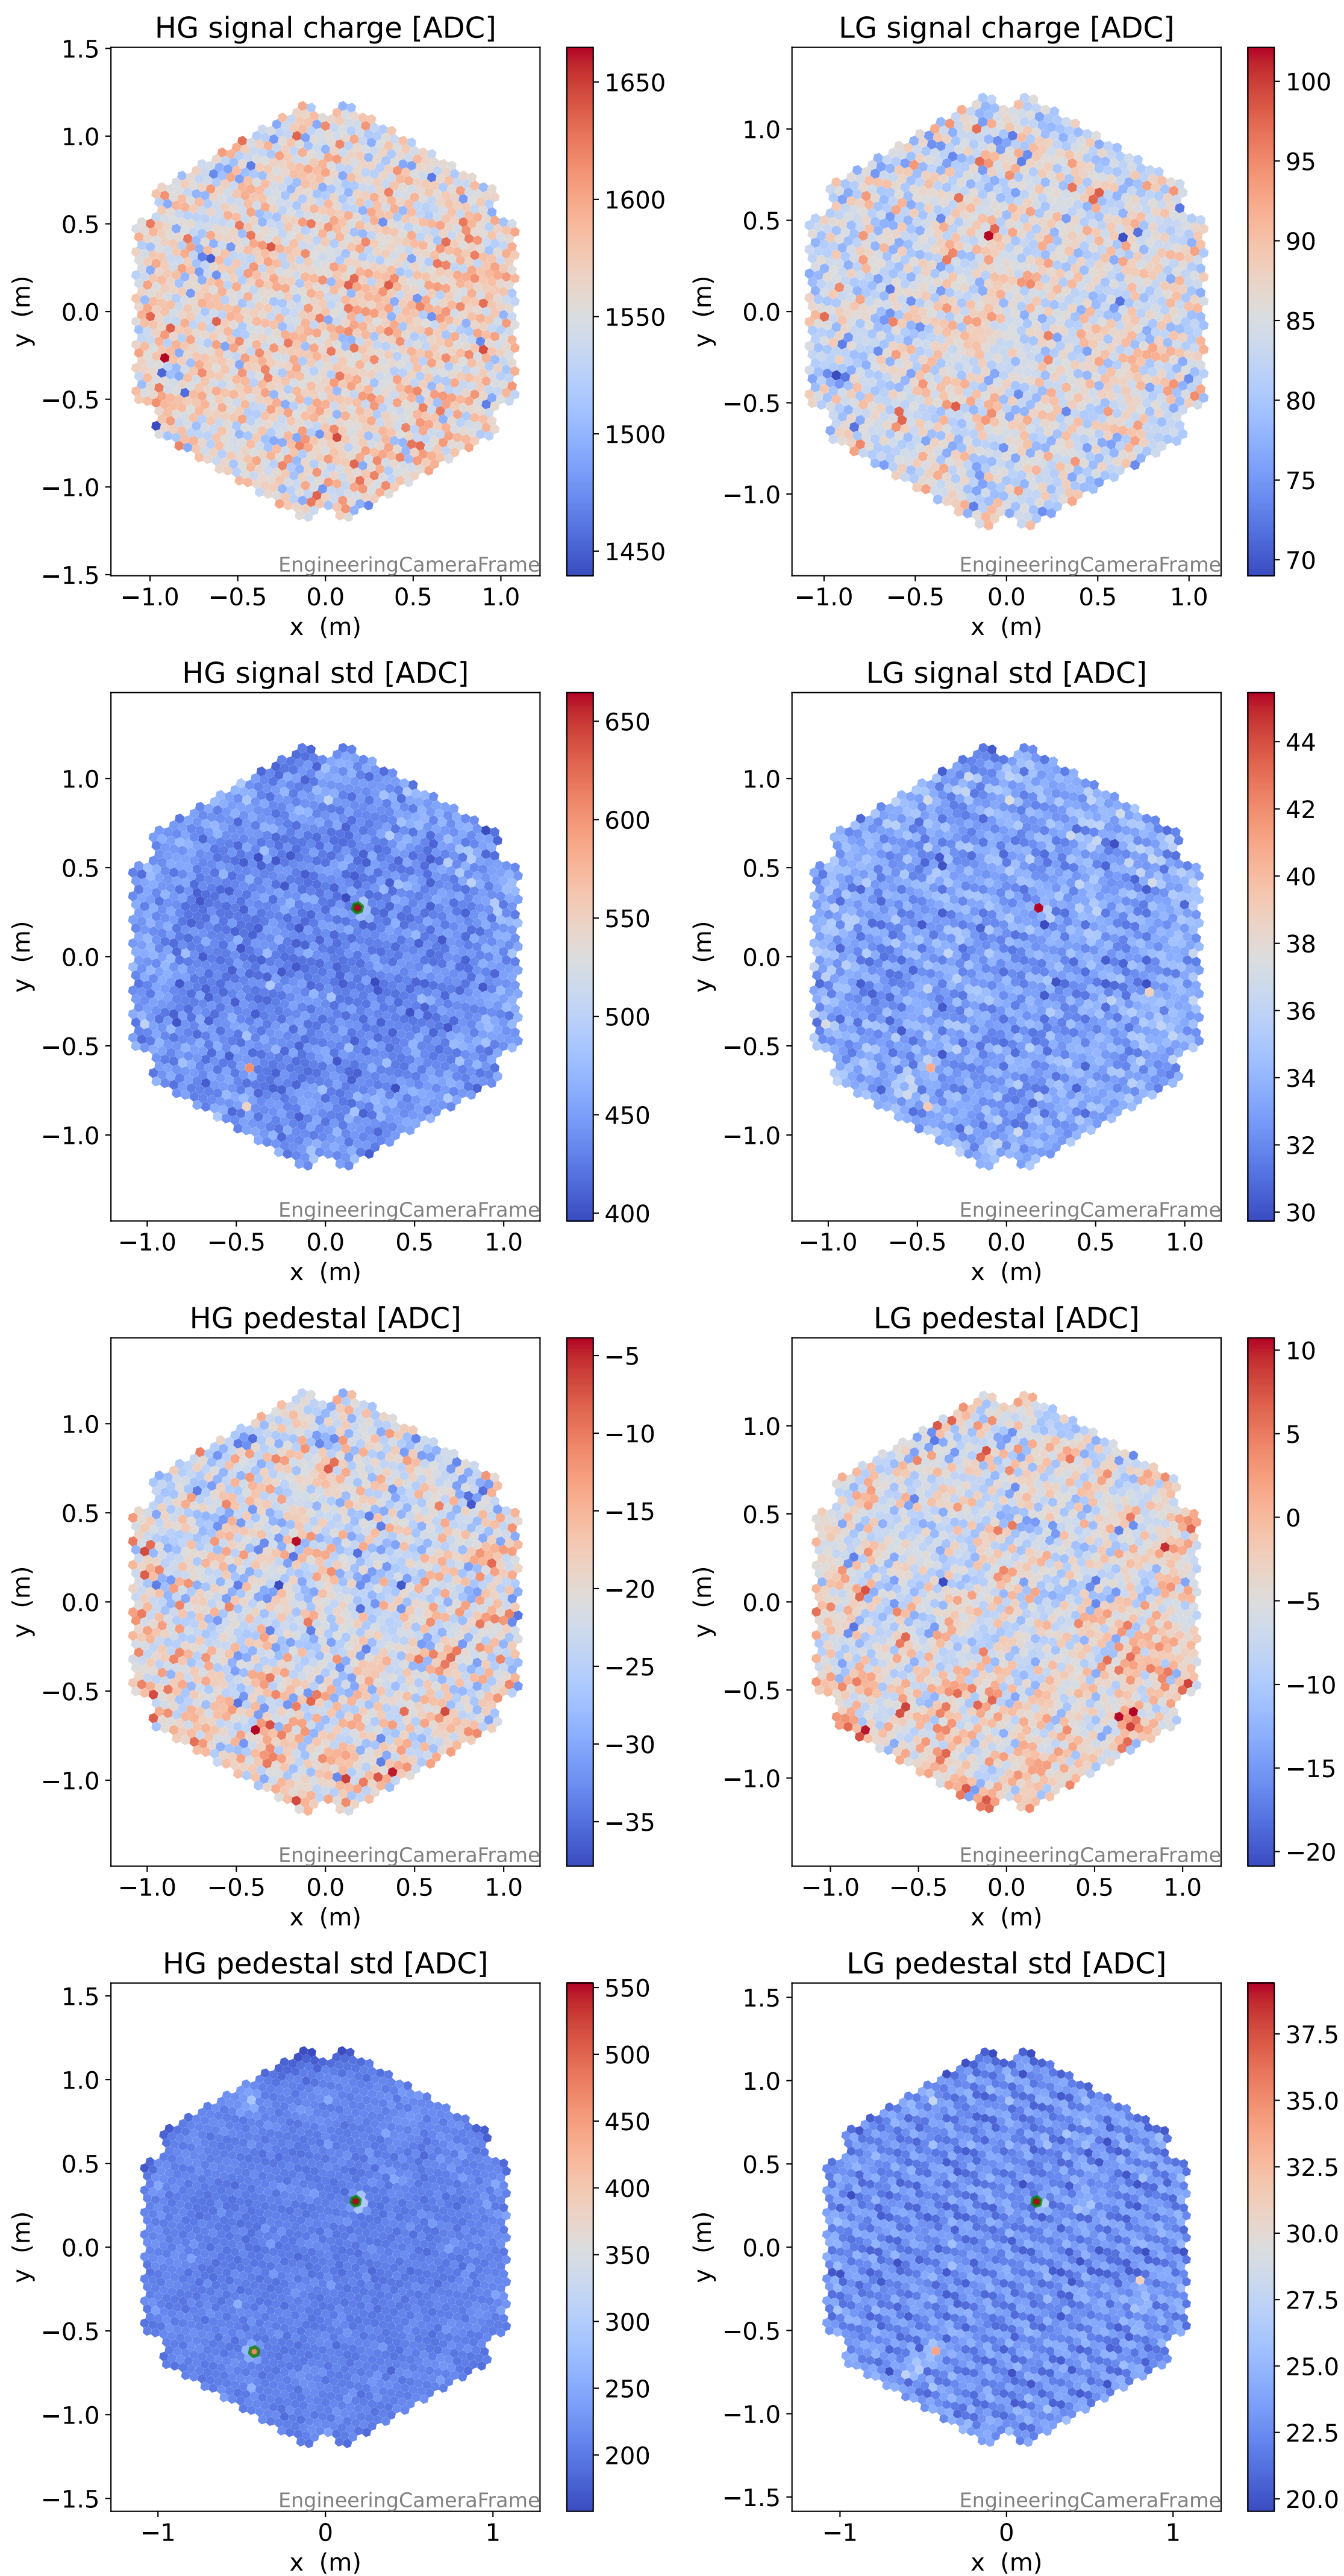 HG signal charge [ADC]
1.5
1.0
0.5
0.0
−0.5
−1.0
−1.5
y (m)
−1.0 −0.5 0.0 0.5 1.0
x (m)
EngineeringCameraFrame
1650
1600
1550
1500
1450
LG signal charge [ADC]
1.0
0.5
0.0
−0.5
−1.0
y (m)
−1.0 −0.5 0.0 0.5 1.0
x (m)
EngineeringCameraFrame
100
95
90
85
80
75
70
HG signal std [ADC]
1.0
0.5
0.0
−0.5
−1.0
y (m)
−1.0 −0.5 0.0 0.5 1.0
x (m)
EngineeringCameraFrame
650
600
550
500
450
400
LG signal std [ADC]
1.0
0.5
0.0
−0.5
−1.0
y (m)
−1.0 −0.5 0.0 0.5 1.0
x (m)
EngineeringCameraFrame
44
42
40
38
36
34
32
30
HG pedestal [ADC]
1.0
0.5
0.0
−0.5
−1.0
y (m)
−1.0 −0.5 0.0 0.5 1.0
x (m)
EngineeringCameraFrame
−5
−10
−15
−20
−25
−30
−35
LG pedestal [ADC]
1.0
0.5
0.0
−0.5
−1.0
y (m)
−1.0 −0.5 0.0 0.5 1.0
x (m)
EngineeringCameraFrame
10
5
0
−5
−10
−15
−20
HG pedestal std [ADC]
1.5
1.0
0.5
0.0
−0.5
−1.0
−1.5
y (m)
−1 0 1
x (m)
EngineeringCameraFrame
550
500
450
400
350
300
250
200
LG pedestal std [ADC]
1.5
1.0
0.5
0.0
−0.5
−1.0
−1.5
y (m)
−1 0 1
x (m)
EngineeringCameraFrame
37.5
35.0
32.5
30.0
27.5
25.0
22.5
20.0